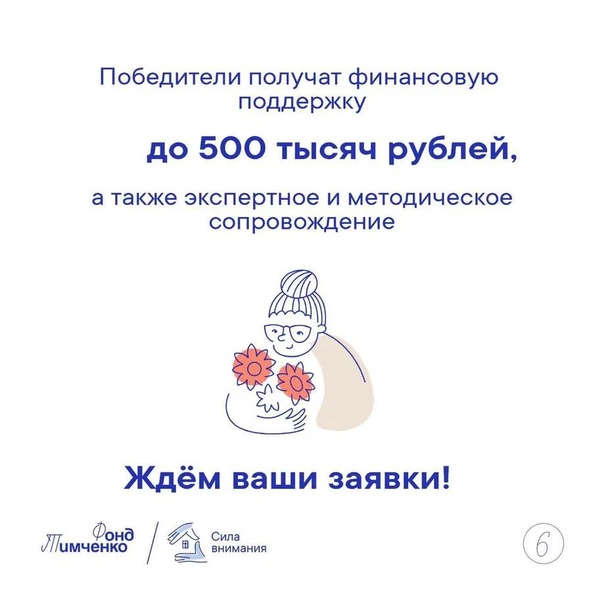 Победители получат финансовую
поддержку
до 500 тысяч рублей,
а также экспертное и методическое
сопровождение
Ждём ваши заявки!
Фонд
Тимченко
Сила
внимания
6